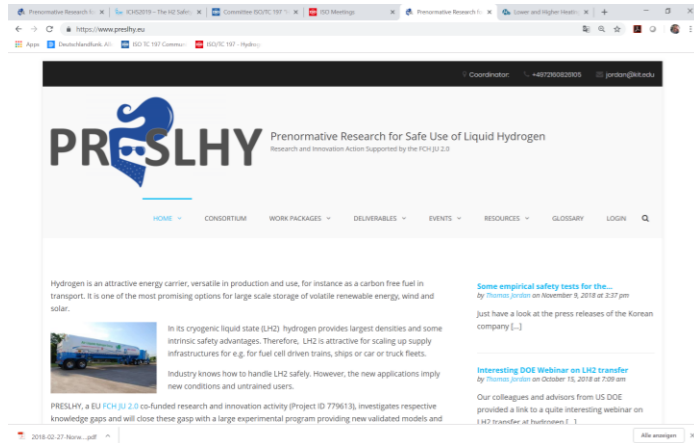 Prenormative Research fo
ICHS2019 – The H2 Safety
Committee ISO/TC 197 "H
ISO Meetings
Prenormative Research fo
Lower and Higher Heatin
https://www.preslhy.eu
Apps
ISO TC 197 Commun
ISO/TC 197 - Hydrog
Coordinator:
+4972160826105
jordan@kit.edu
PRESLHY
Prenormative Research for Safe Use of Liquid Hydrogen
Research and Innovation Action Supported by the FCH JU 2.0
HOME
CONSORTIUM
WORK PACKAGES
DELIVERABLES
EVENTS
RESOURCES
GLOSSARY
LOGIN
Hydrogen is an attractive energy carrier, versatile in production and use, for instance as a carbon free fuel in
transport. It is one of the most promising options for large scale storage of volatile renewable energy, wind and
solar.
In its cryogenic liquid state (LH2) hydrogen provides largest densities and some
intrinsic safety advantages. Therefore, LH2 is attractive for scaling up supply
infrastructures for e.g. for fuel cell driven trains, ships or car or truck fleets.
Industry knows how to handle LH2 safely. However, the new applications imply
new conditions and untrained users.
PRESLHY, a EU FCH JU 2.0 co-funded research and innovation activity (Project ID 779613), investigates respective
knowledge gaps and will close these gasp with a large experimental program providing new validated models and
Some empirical safety tests for the...
by Thomas Jordan on November 9, 2018 at 3:37 pm
Just have a look at the press releases of the Korean
company [...]
Interesting DOE Webinar on LH2 transfer
by Thomas Jordan on October 15, 2018 at 7:09 am
Our colleagues and advisors from US DOE
provided a link to a quite interesting webinar on
LH2 transfer at hydrogen [...]
2018-02-27-None....pdf
Alle anzeigen